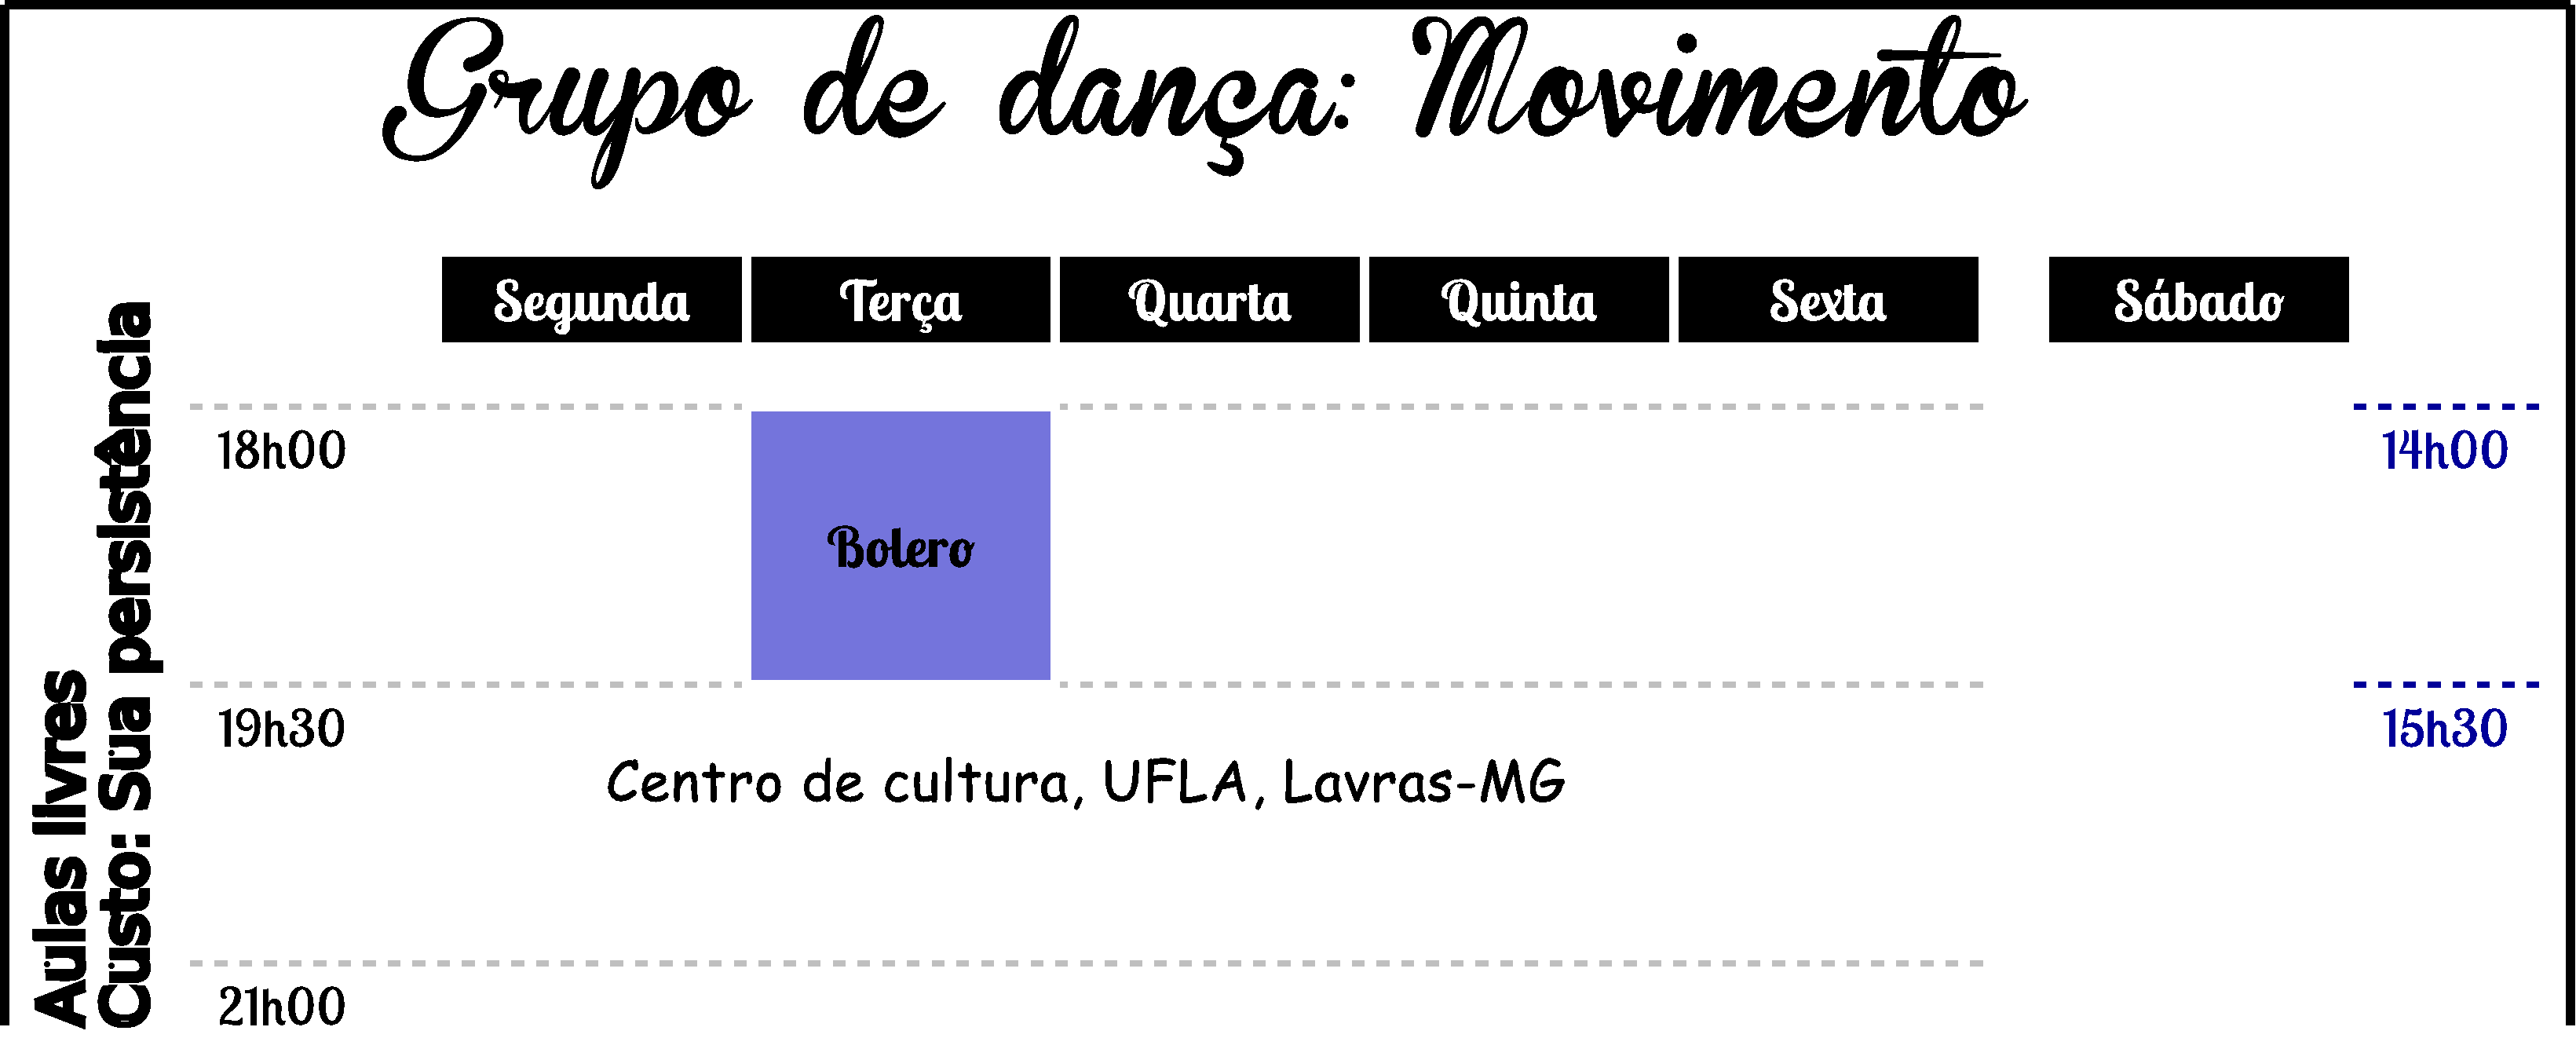 Grupo de dança: Movimento
Segunda Terça Quarta Quinta Sexta Sábado
18h00 14h00
Bolero
19h30 15h30
Centro de cultura, UFLA, Lavras-MG
21h00
Aulas livres
Custo: Sua persistência